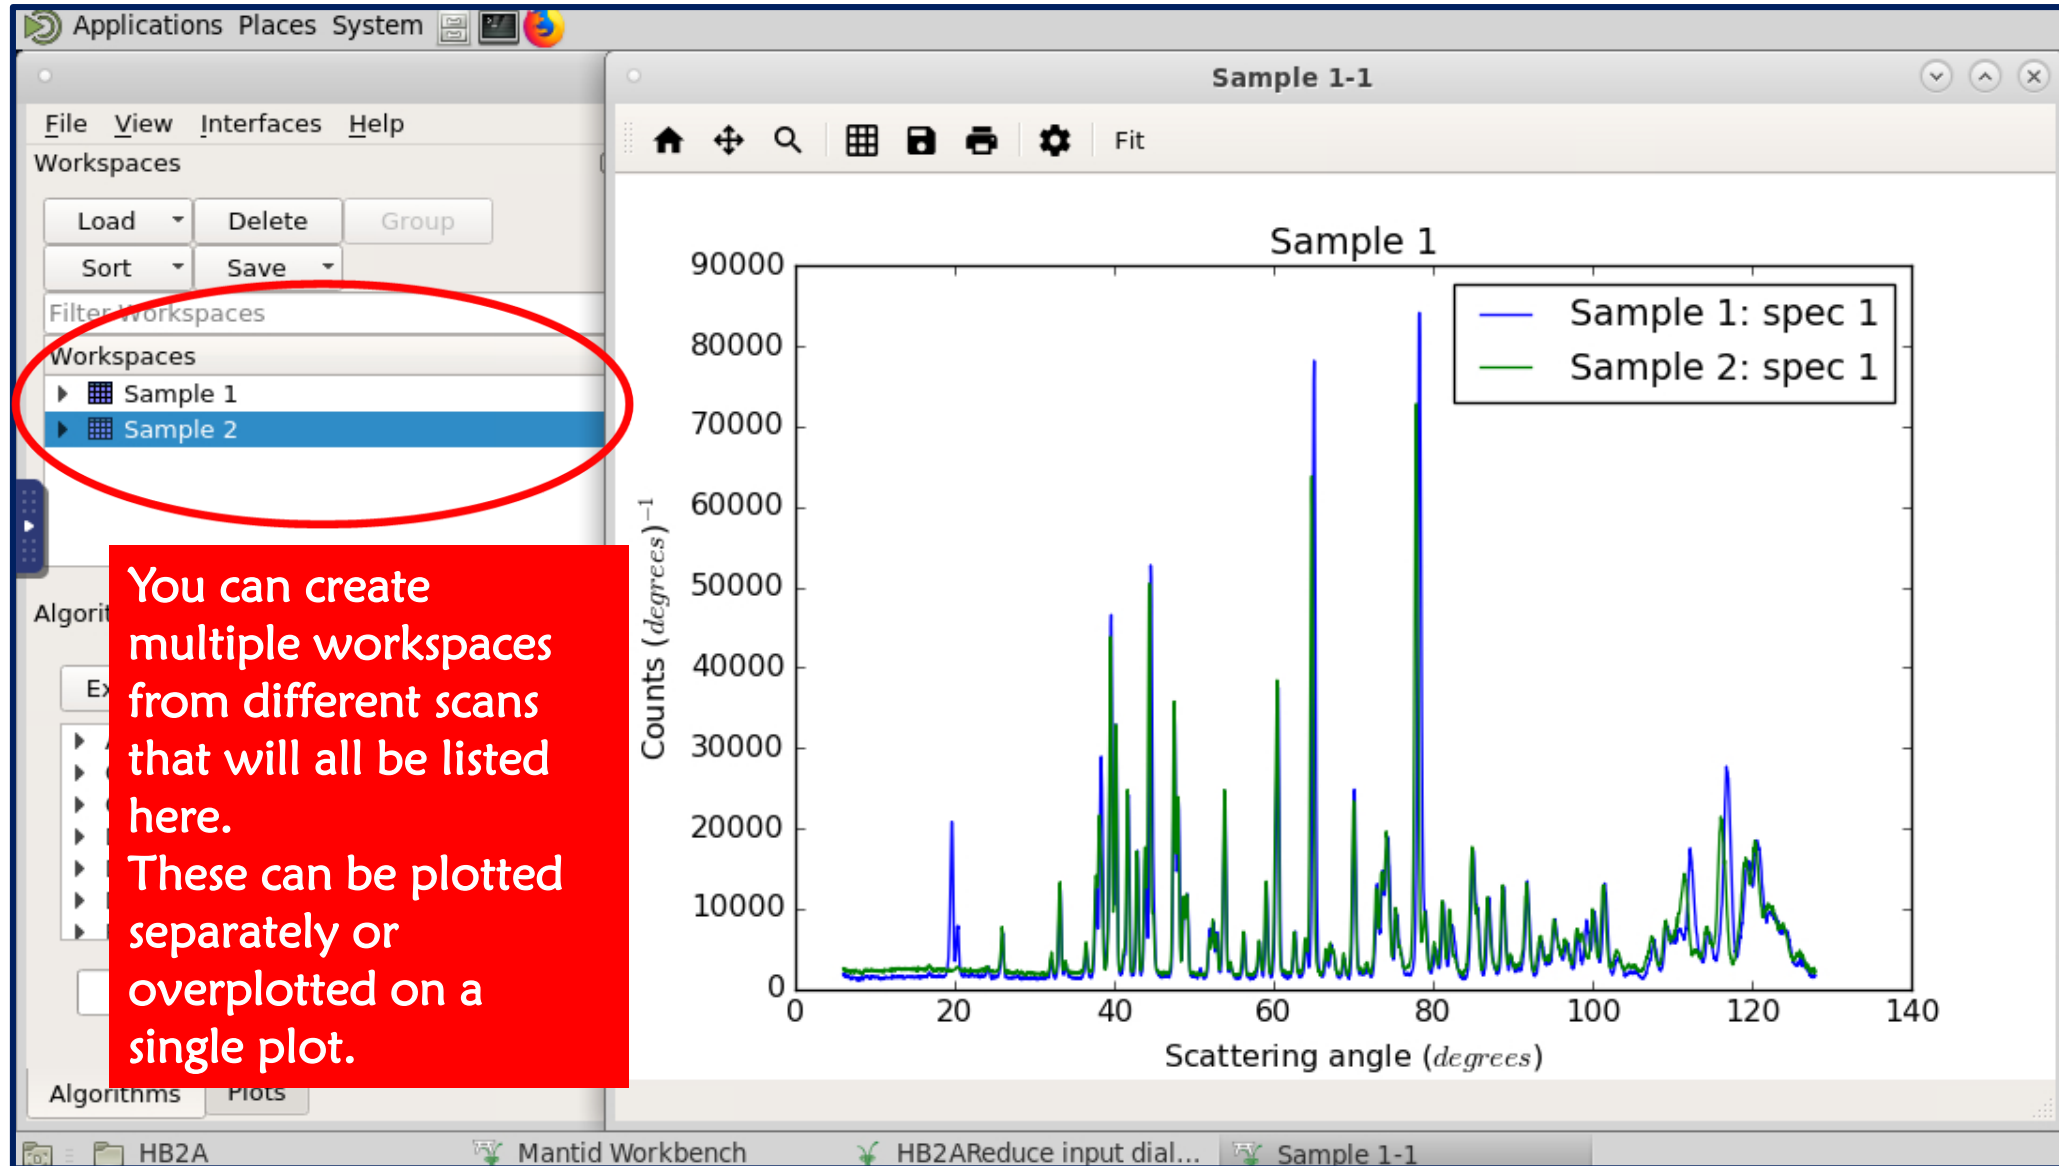 Applications Places System
Sample 1-1
File View Interfaces Help
Workspaces
Fit
Load Delete Group
Sort Save
Filter Workspaces
Workspaces
Sample 1
Sample 2
You can create
multiple workspaces
from different scans
that will all be listed
here.
These can be plotted
separately or
overplotted on a
single plot.
Algorithms Plots
Sample 1
90000
80000
70000
60000
50000
40000
30000
20000
10000
0
Counts (degrees)⁻¹
Sample 1: spec 1
Sample 2: spec 1
0 20 40 60 80 100 120 140
Scattering angle (degrees)
HB2A Mantid Workbench HB2AReduce input dial... Sample 1-1